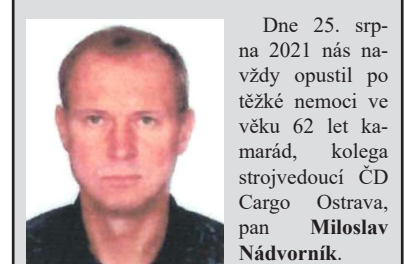 Dne 25. srp-
na 2021 nás na-
vždy opustil po
těžké nemoci ve
věku 62 let ka-
marád, kolega
strojvedoucí ČD
Cargo Ostrava,
pan Miloslav
Nádvorník.